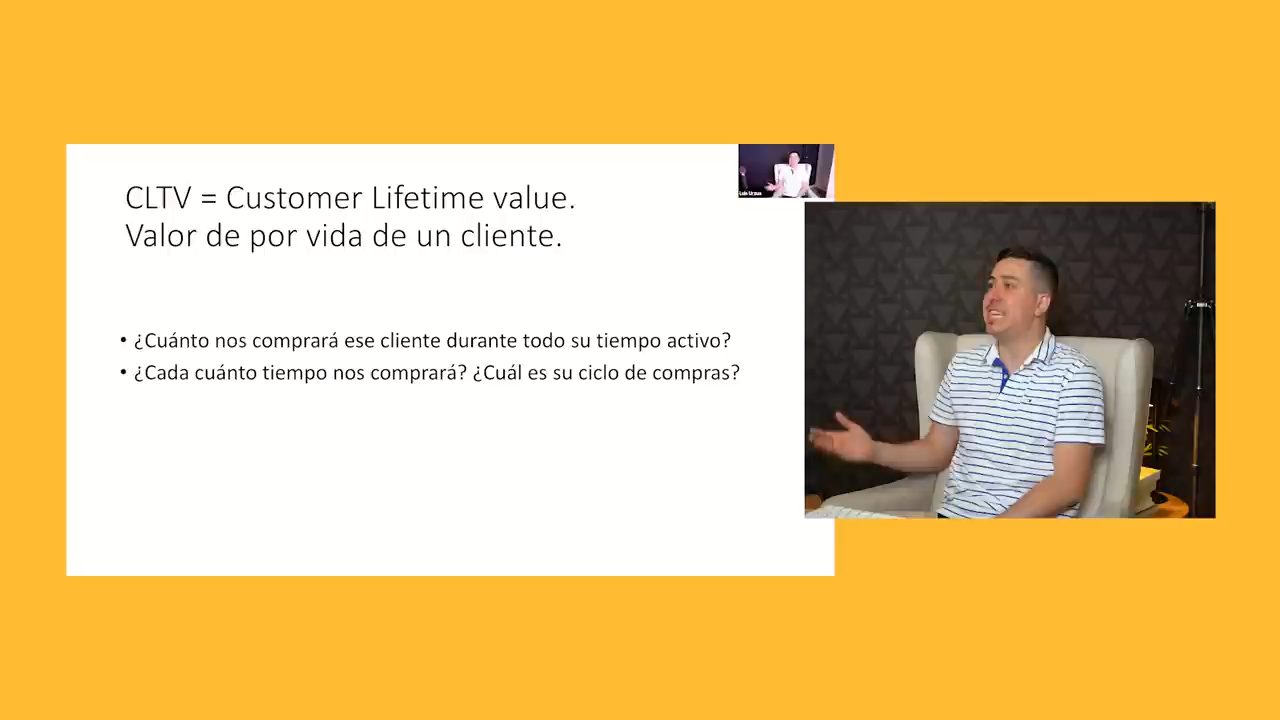 CLTV = Customer Lifetime value.
Valor de por vida de un cliente.
• ¿Cuánto nos comprará ese cliente durante todo su tiempo activo?
• ¿Cada cuánto tiempo nos comprará? ¿Cuál es su ciclo de compras?